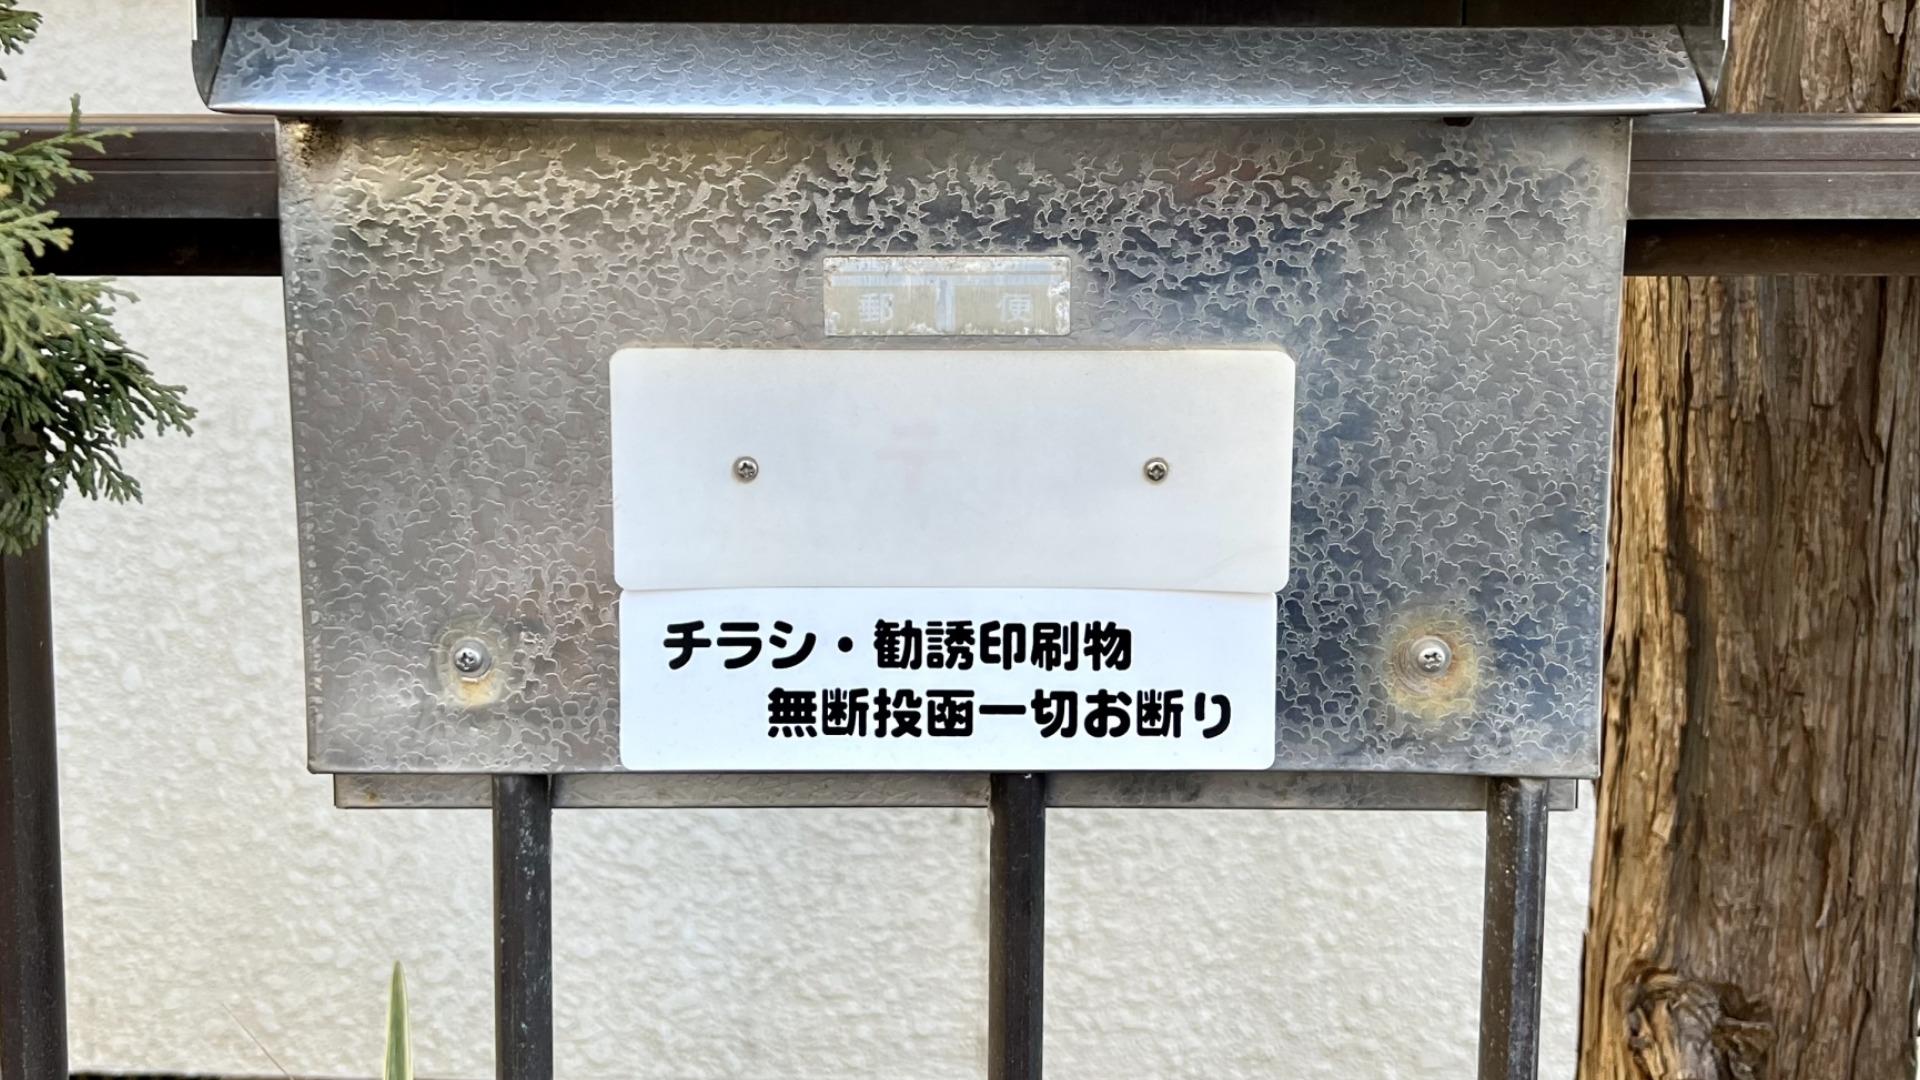 郵便
チラシ・勧誘印刷物
無断投函一切お断り